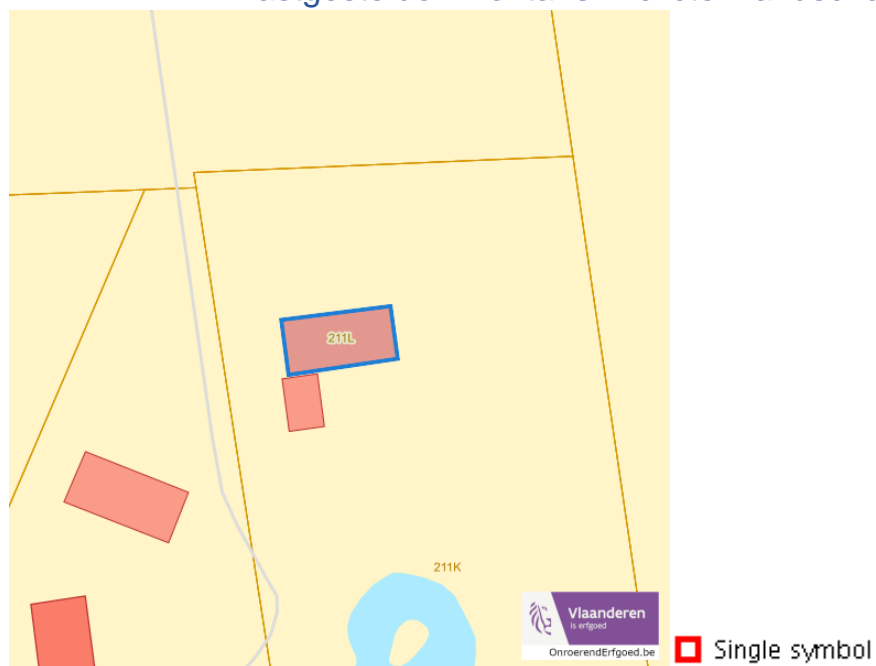 211L
211K
Vlaanderen
is erfgoed
OnroerendErfgoed.be
Single symbol